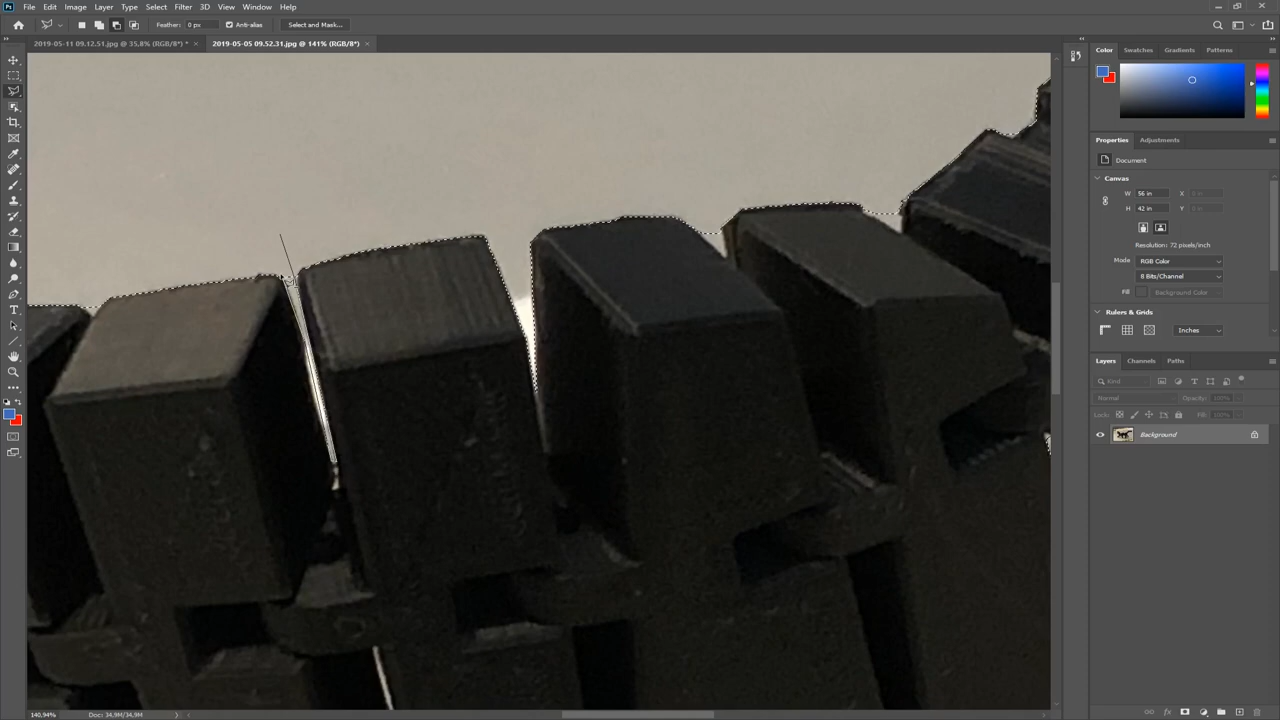 Ps File Edit Image Layer Type Select Filter 3D View Window Help
Feather: 0 px Anti-alias Select and Mask...
2019-05-11 09.12.51.jpg @ 35,8% (RGB/8*) * × 2019-05-05 09.52.31.jpg @ 141% (RGB/8*) ×
Color Swatches Gradients Patterns
Properties Adjustments
Document
Canvas
W 56 in X
H 42 in Y
Resolution: 72 pixels/inch
Mode RGB Color
8 Bits/Channel
Fill Background Color
Rulers & Grids
Inches
Layers Channels Paths
Kind
Normal Opacity: 100%
Lock: Fill: 100%
Background
140,94% Doc: 34,9M/34,9M